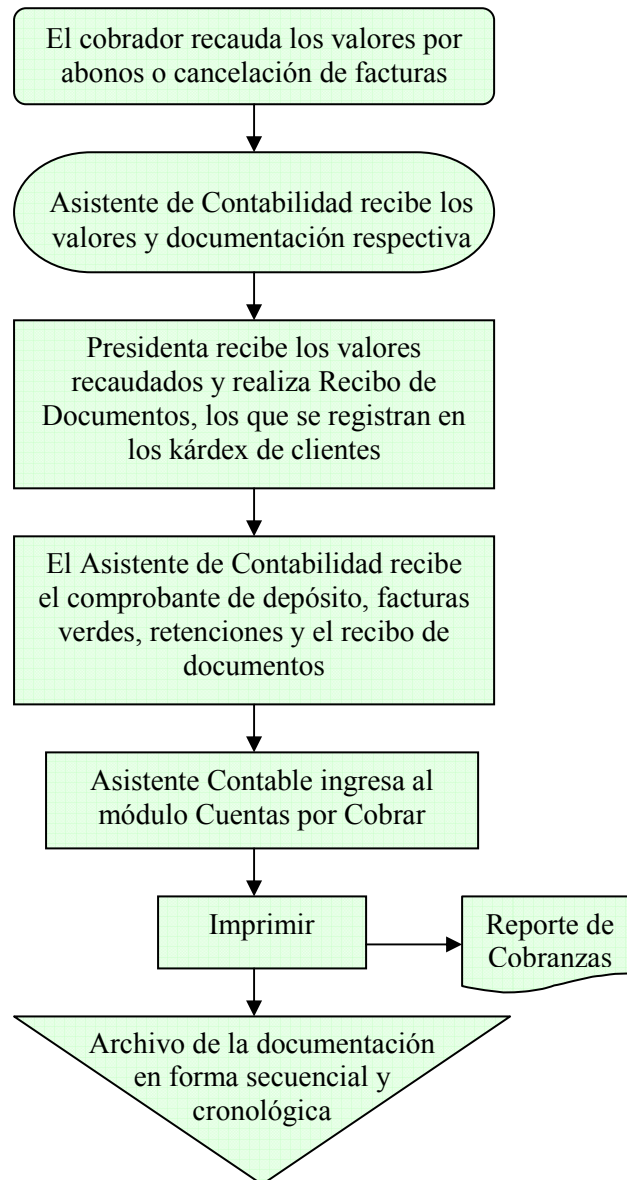 El cobrador recauda los valores por
abonos o cancelación de facturas
Asistente de Contabilidad recibe los
valores y documentación respectiva
Presidenta recibe los valores
recaudados y realiza Recibo de
Documentos, los que se registran en
los kárdex de clientes
El Asistente de Contabilidad recibe
el comprobante de depósito, facturas
verdes, retenciones y el recibo de
documentos
Asistente Contable ingresa al
módulo Cuentas por Cobrar
Imprimir
Reporte de
Cobranzas
Archivo de la documentación
en forma secuencial y
cronológica